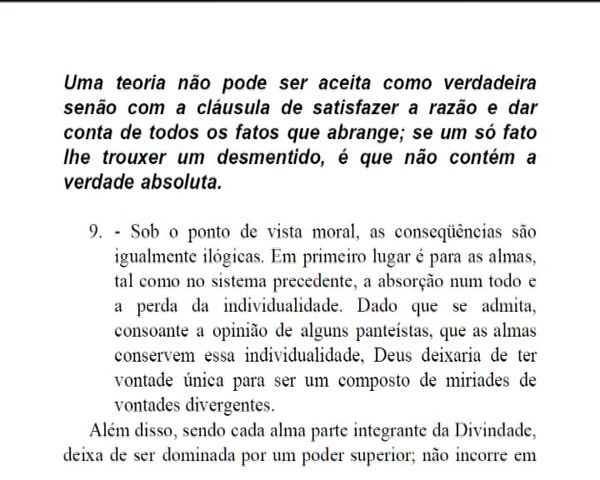 Uma teoria não pode ser aceita como verdadeira
senão com a cláusula de satisfazer a razão e dar
conta de todos os fatos que abrange; se um só fato
lhe trouxer um desmentido, é que não contém a
verdade absoluta.
9. - Sob o ponto de vista moral, as conseqüências são
igualmente ilógicas. Em primeiro lugar é para as almas,
tal como no sistema precedente, a absorção num todo e
a perda da individualidade. Dado que se admita,
consoante a opinião de alguns panteístas, que as almas
conservem essa individualidade, Deus deixaria de ter
vontade única para ser um composto de miríades de
vontades divergentes.
Além disso, sendo cada alma parte integrante da Divindade,
deixa de ser dominada por um poder superior; não incorre em